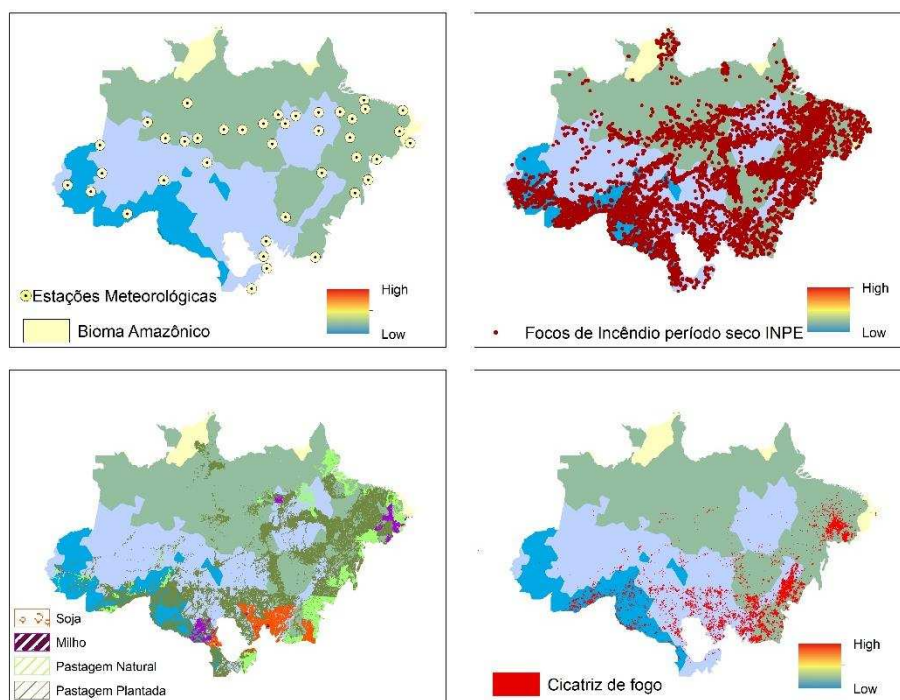 Estações Meteorológicas
Bioma Amazônico
High
Low
Focos de Incêndio período seco INPE
High
Low
Soja
Milho
Pastagem Natural
Pastagem Plantada
Cicatriz de fogo
High
Low